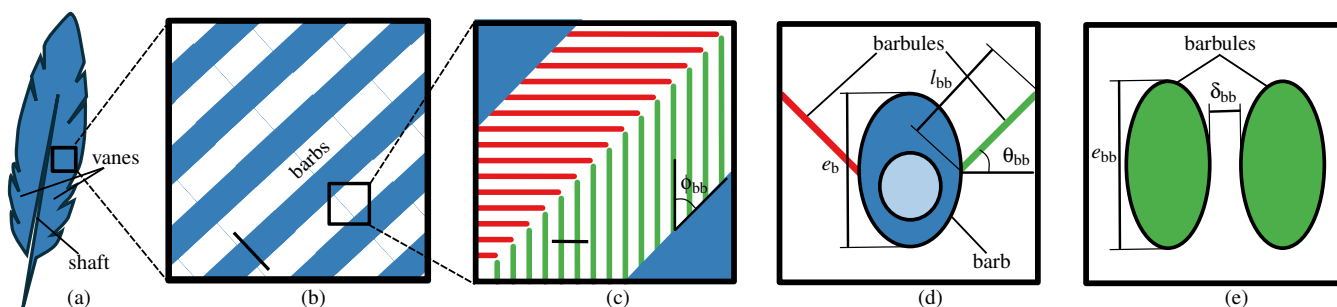 vanes
shaft
(a)
barbs
(b)
ϕbb
(c)
barbules
lbb
eb
θbb
barb
(d)
barbules
δbb
ebb
(e)